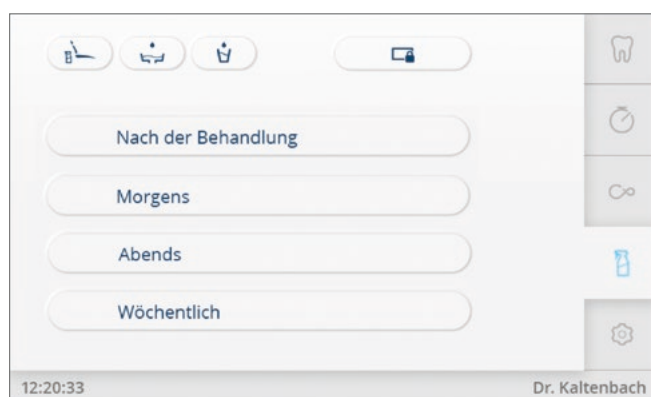 Nach der Behandlung
Morgens
Abends
Wöchentlich
12:20:33 Dr. Kaltenbach